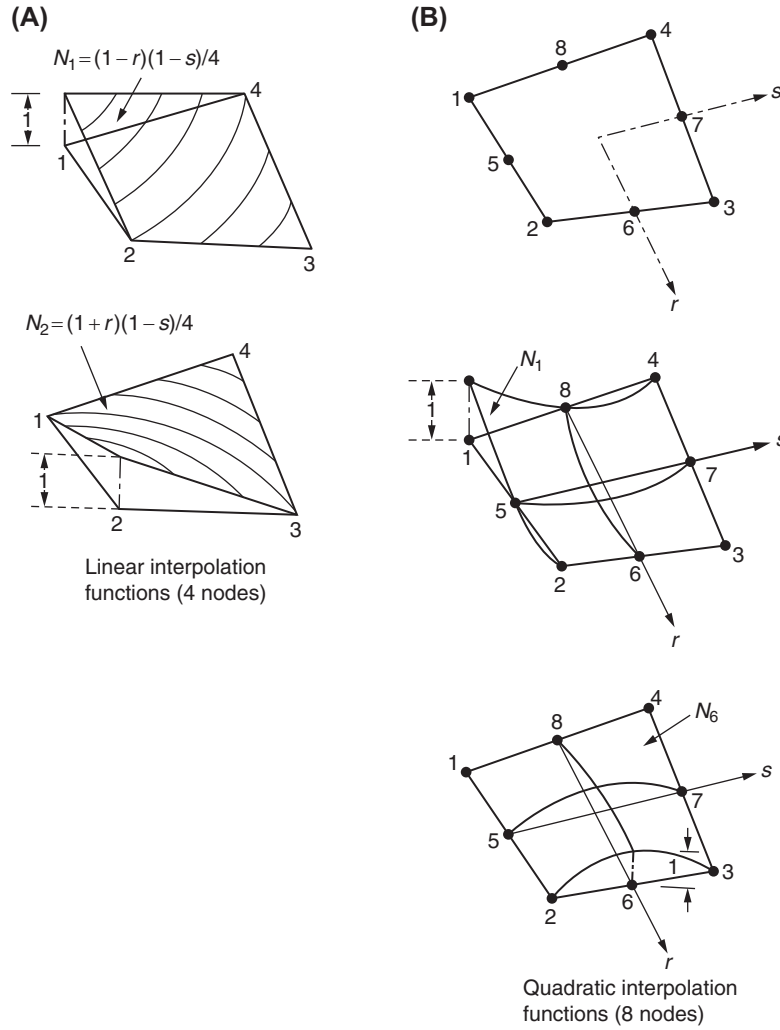 (A)
N₁=(1−r)(1−s)/4
4
1
1
2
3
N₂=(1+r)(1−s)/4
4
1
1
2
3
Linear interpolation
functions (4 nodes)
(B)
4
8
1
s
7
5
3
2
6
r
N₁
4
8
1
s
1
7
5
3
2
6
r
4
N₆
8
1
s
7
5
1
3
2
6
r
Quadratic interpolation
functions (8 nodes)